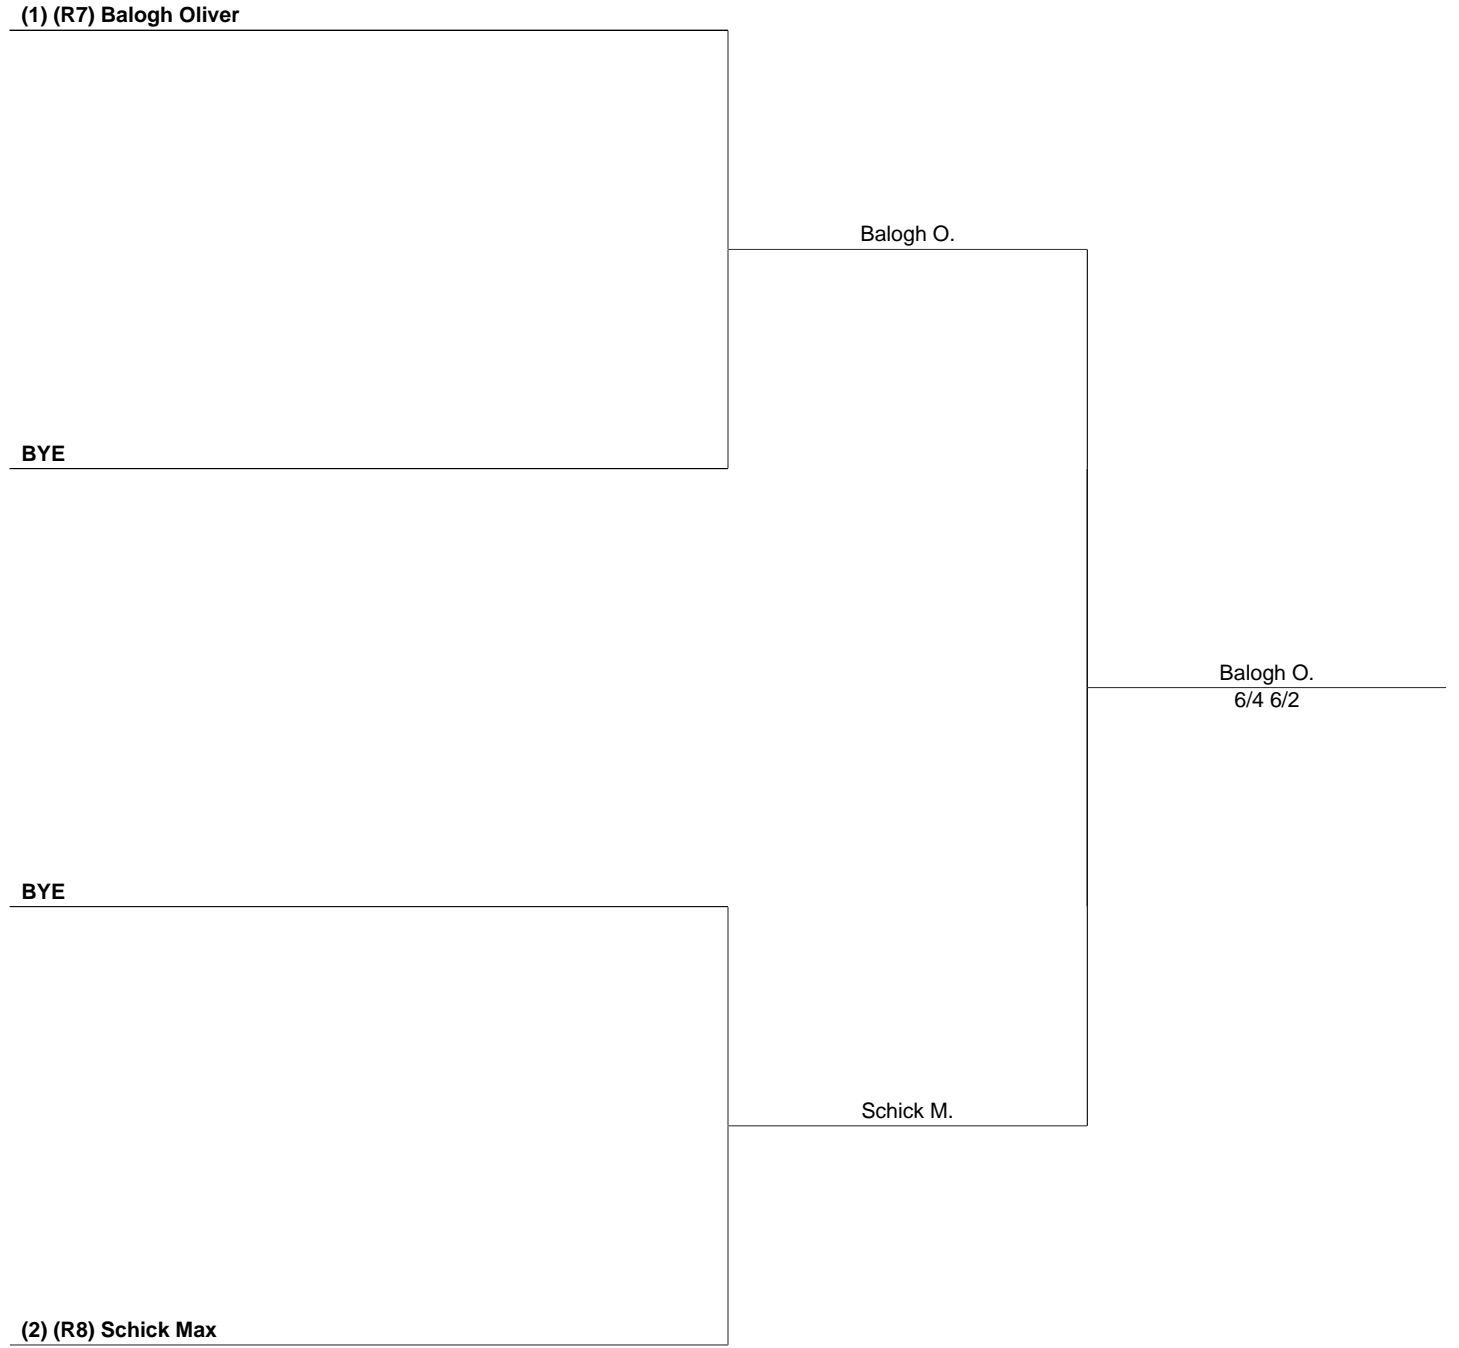 (1) (R7) Balogh Oliver
Balogh O.
BYE
Balogh O.
6/4 6/2
BYE
Schick M.
(2) (R8) Schick Max